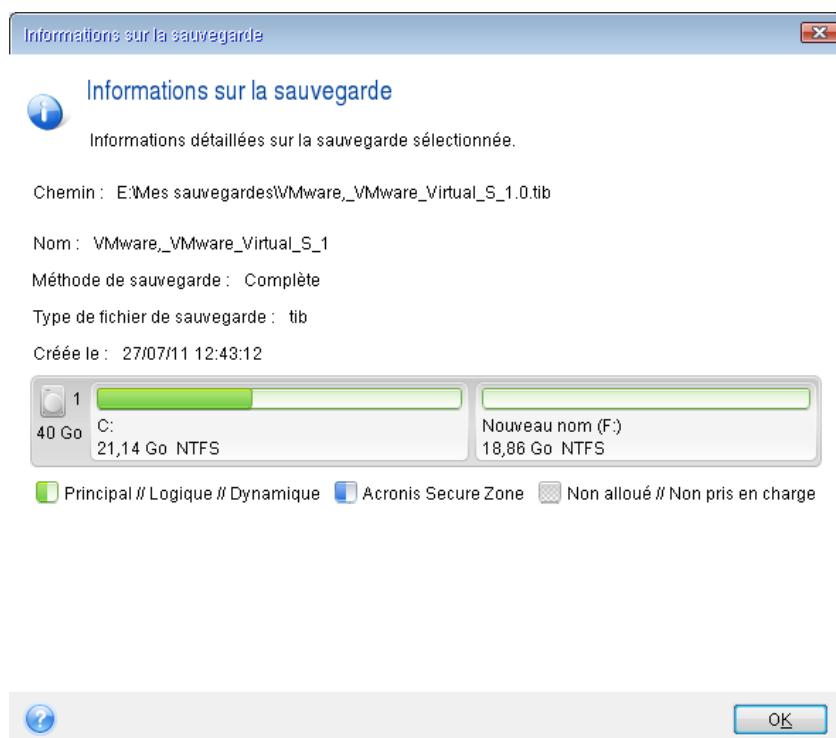 Informations sur la sauvegarde
Informations sur la sauvegarde
Informations détaillées sur la sauvegarde sélectionnée.
Chemin : E:\Mes sauvegardes\VMware,_VMware_Virtual_S_1.0.tib
Nom : VMware,_VMware_Virtual_S_1
Méthode de sauvegarde : Complète
Type de fichier de sauvegarde : tib
Créée le : 27/07/11 12:43:12
1
40 Go
C:
21,14 Go NTFS
Nouveau nom (F:)
18,86 Go NTFS
Principal // Logique // Dynamique Acronis Secure Zone Non alloué // Non pris en charge
OK